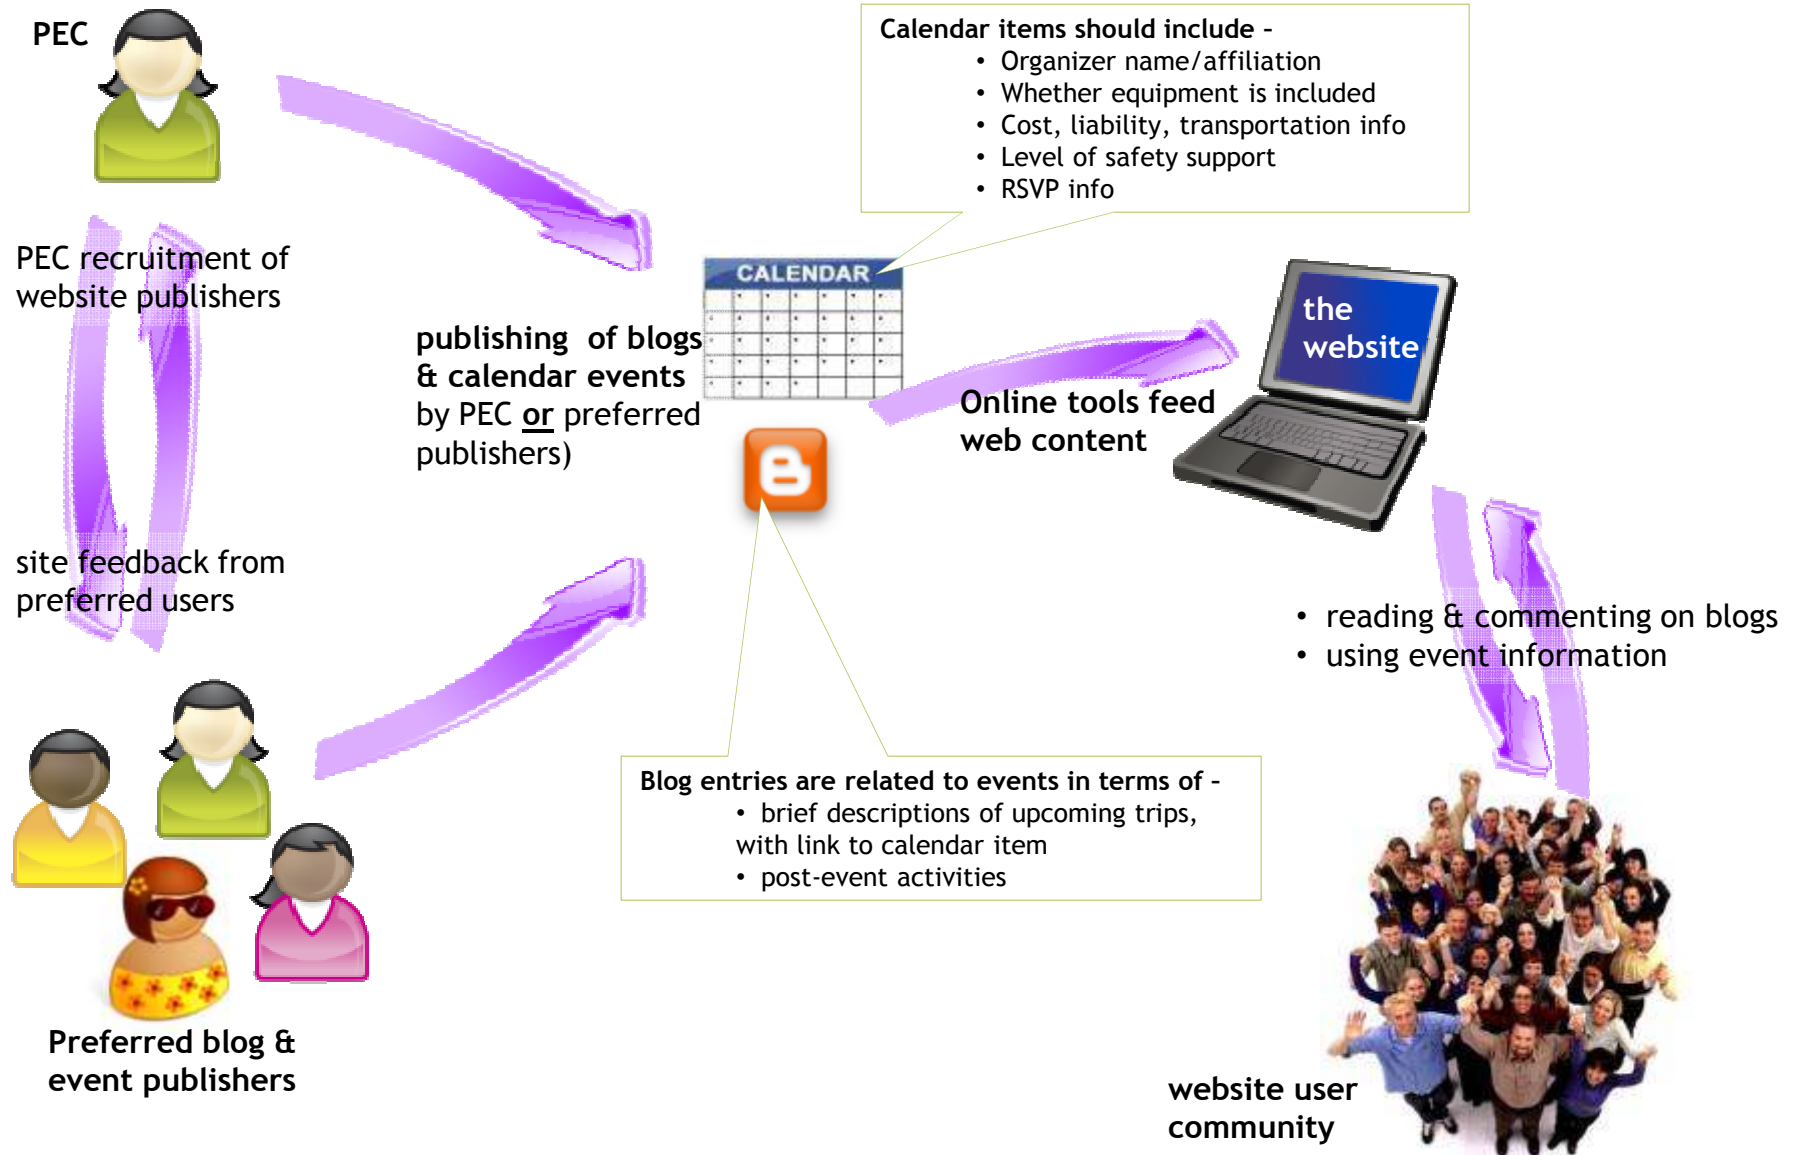 PEC
Calendar items should include –
• Organizer name/affiliation
• Whether equipment is included
• Cost, liability, transportation info
• Level of safety support
• RSVP info
PEC recruitment of
website publishers
CALENDAR
the
website
publishing  of blogs
& calendar events
by PEC or preferred
publishers)
Online tools feed
web content
site feedback from
preferred users
• reading & commenting on blogs
• using event information
Blog entries are related to events in terms of –
• brief descriptions of upcoming trips,
with link to calendar item
• post-event activities
Preferred blog &
event publishers
website user
community